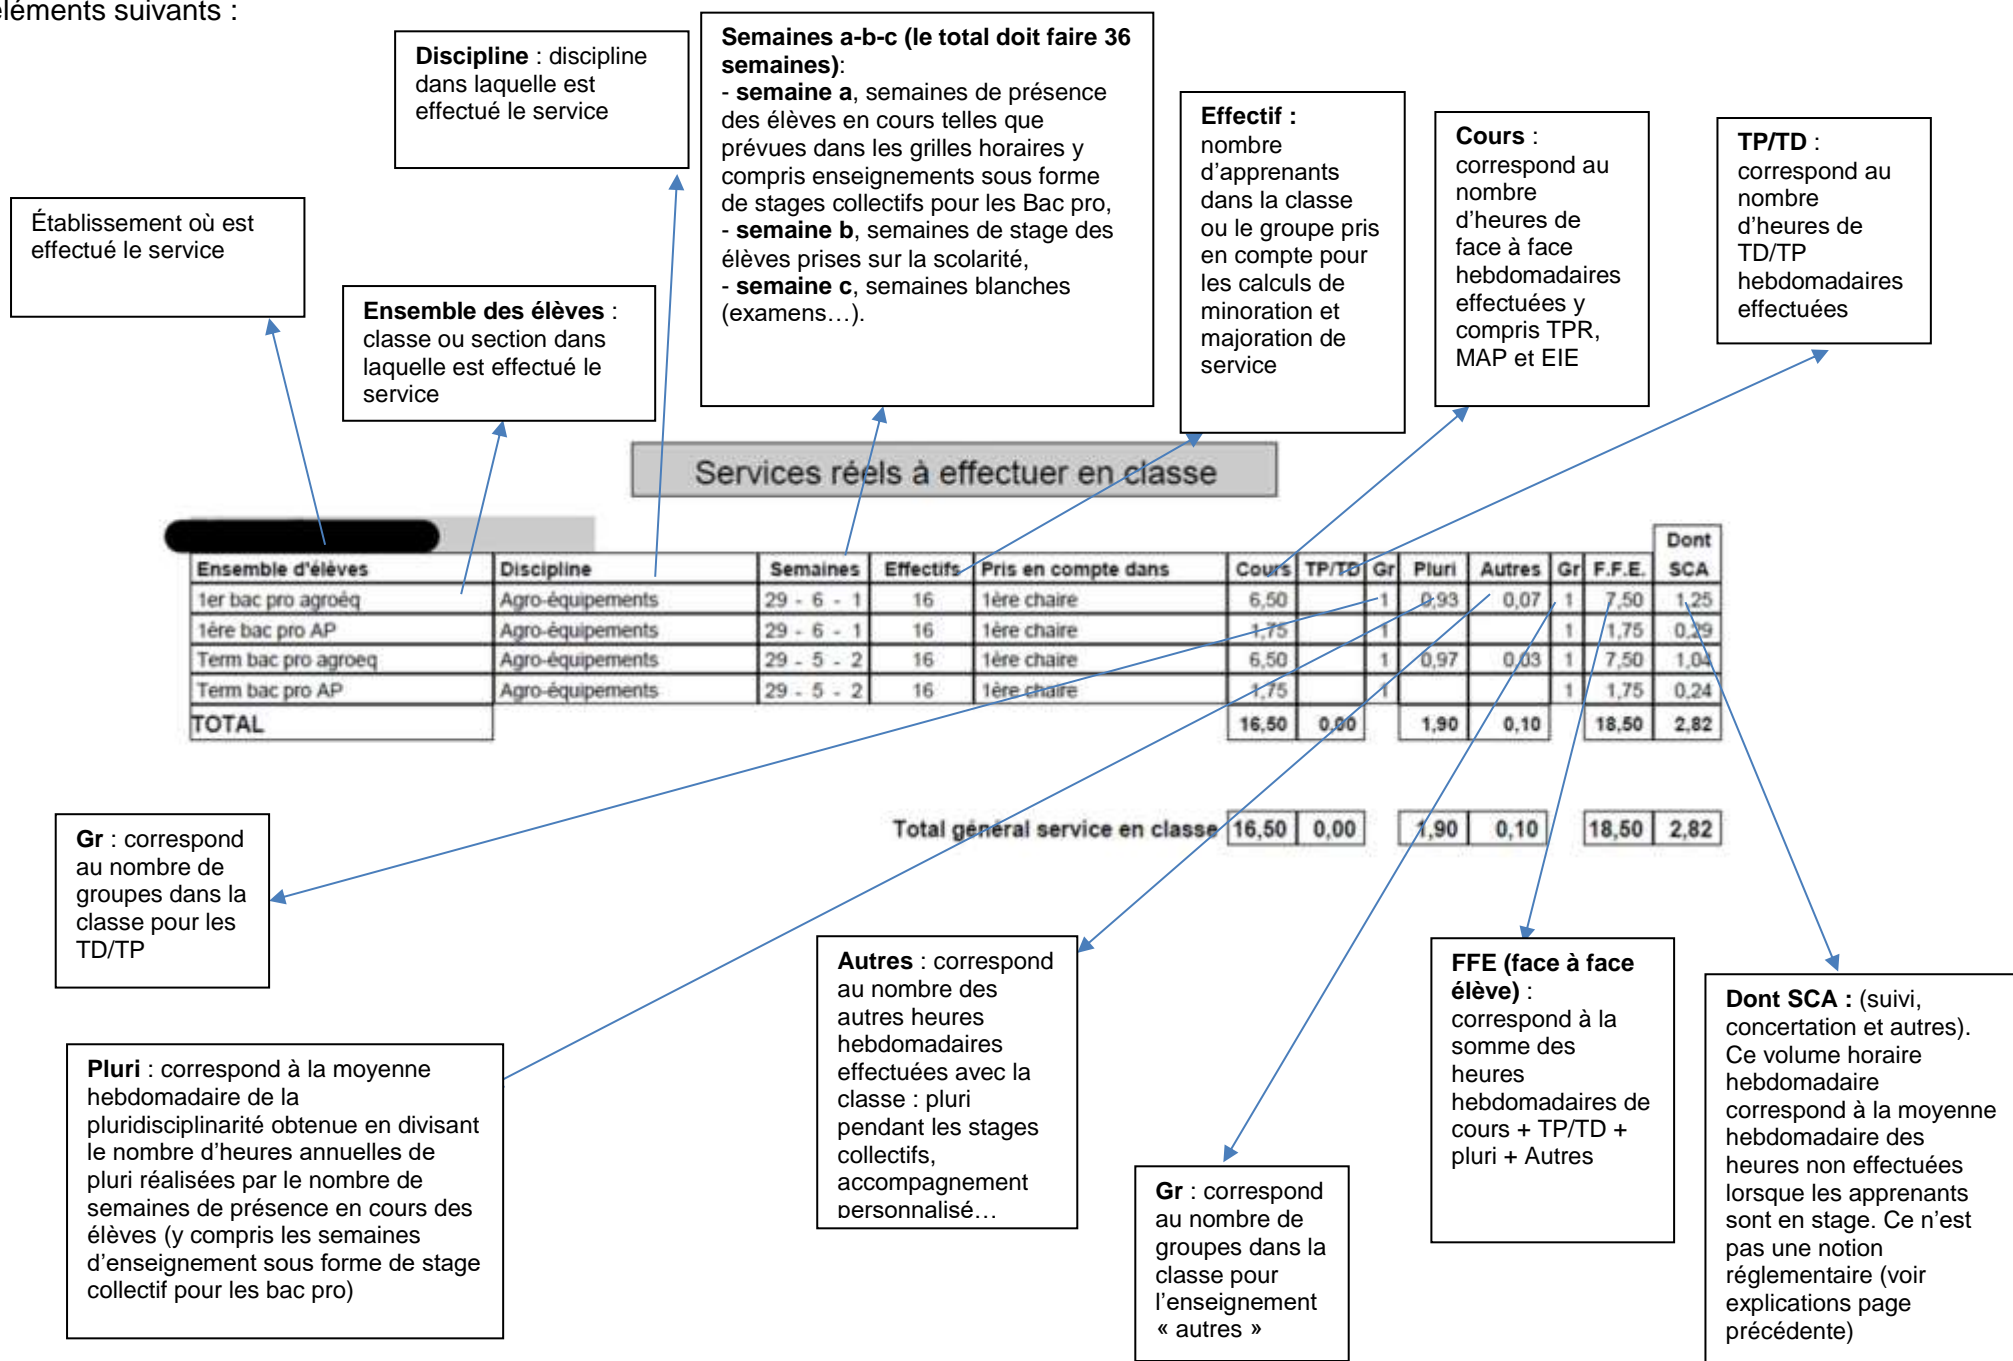 éléments suivants :
Établissement où est
effectué le service
Discipline : discipline
dans laquelle est
effectué le service
Ensemble des élèves :
classe ou section dans
laquelle est effectué le
service
Semaines a-b-c (le total doit faire 36
semaines):
- semaine a, semaines de présence
des élèves en cours telles que
prévues dans les grilles horaires y
compris enseignements sous forme
de stages collectifs pour les Bac pro,
- semaine b, semaines de stage des
élèves prises sur la scolarité,
- semaine c, semaines blanches
(examens…).
Effectif :
nombre
d’apprenants
dans la classe
ou le groupe pris
en compte pour
les calculs de
minoration et
majoration de
service
Cours :
correspond au
nombre
d’heures de
face à face
hebdomadaires
effectuées y
compris TPR,
MAP et EIE
TP/TD :
correspond au
nombre
d’heures de
TD/TP
hebdomadaires
effectuées
Services réels à effectuer en classe
Ensemble d'élèves Discipline Semaines Effectifs Pris en compte dans Cours TP/TD Gr Pluri Autres Gr F.F.E. Dont SCA
1er bac pro agroéq Agro-équipements 29 - 6 - 1 16 1ère chaire 6,50 1 0,93 0,07 1 7,50 1,25
1ère bac pro AP Agro-équipements 29 - 6 - 1 16 1ère chaire 1,75 1 1 1,75 0,29
Term bac pro agroeq Agro-équipements 29 - 5 - 2 16 1ère chaire 6,50 1 0,97 0,03 1 7,50 1,04
Term bac pro AP Agro-équipements 29 - 5 - 2 16 1ère chaire 1,75 1 1 1,75 0,24
TOTAL 16,50 0,00 1,90 0,10 18,50 2,82
Total général service en classe 16,50 0,00 1,90 0,10 18,50 2,82
Gr : correspond
au nombre de
groupes dans la
classe pour les
TD/TP
Pluri : correspond à la moyenne
hebdomadaire de la
pluridisciplinarité obtenue en divisant
le nombre d’heures annuelles de
pluri réalisées par le nombre de
semaines de présence en cours des
élèves (y compris les semaines
d’enseignement sous forme de stage
collectif pour les bac pro)
Autres : correspond
au nombre des
autres heures
hebdomadaires
effectuées avec la
classe : pluri
pendant les stages
collectifs,
accompagnement
personnalisé…
Gr : correspond
au nombre de
groupes dans la
classe pour
l’enseignement
« autres »
FFE (face à face
élève) :
correspond à la
somme des
heures
hebdomadaires de
cours + TP/TD +
pluri + Autres
Dont SCA : (suivi,
concertation et autres).
Ce volume horaire
hebdomadaire
correspond à la moyenne
hebdomadaire des
heures non effectuées
lorsque les apprenants
sont en stage. Ce n’est
pas une notion
réglementaire (voir
explications page
précédente)